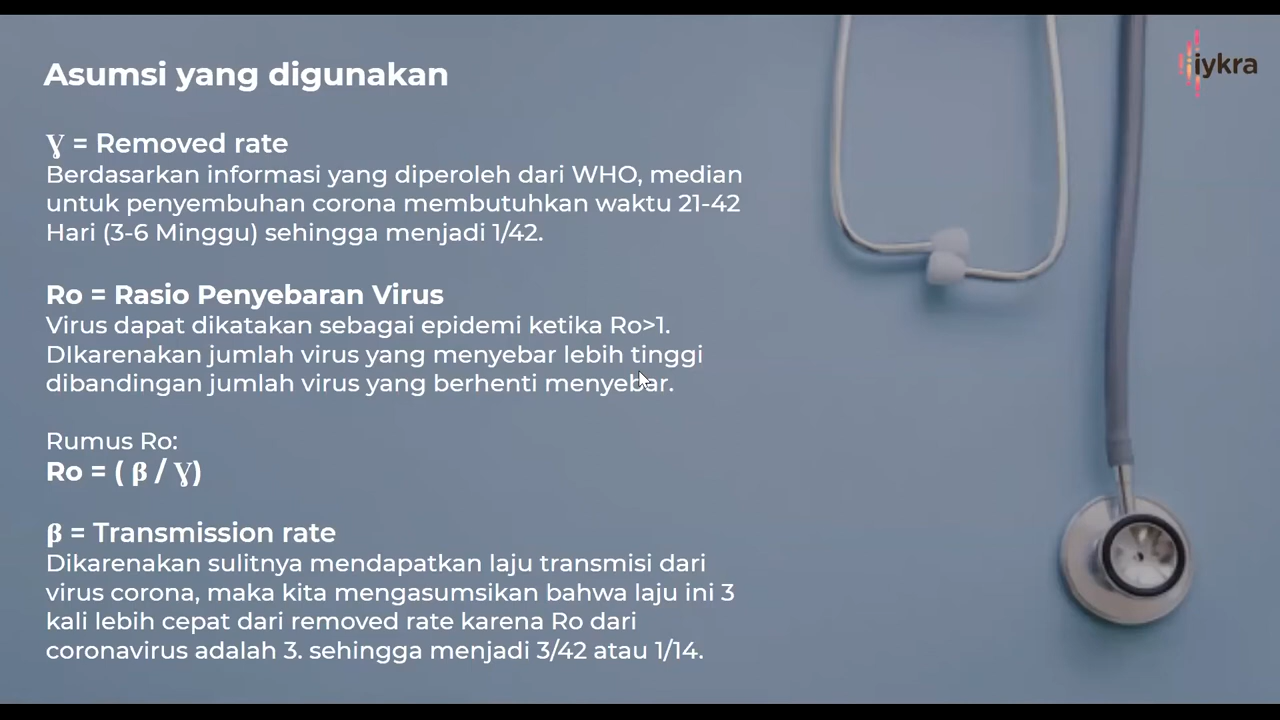 Asumsi yang digunakan
iykra
Ɣ = Removed rate
Berdasarkan informasi yang diperoleh dari WHO, median
untuk penyembuhan corona membutuhkan waktu 21-42
Hari (3-6 Minggu) sehingga menjadi 1/42.
Ro = Rasio Penyebaran Virus
Virus dapat dikatakan sebagai epidemi ketika Ro>1.
DIkarenakan jumlah virus yang menyebar lebih tinggi
dibandingan jumlah virus yang berhenti menyebar.
Rumus Ro:
Ro = ( β / Ɣ)
β = Transmission rate
Dikarenakan sulitnya mendapatkan laju transmisi dari
virus corona, maka kita mengasumsikan bahwa laju ini 3
kali lebih cepat dari removed rate karena Ro dari
coronavirus adalah 3. sehingga menjadi 3/42 atau 1/14.